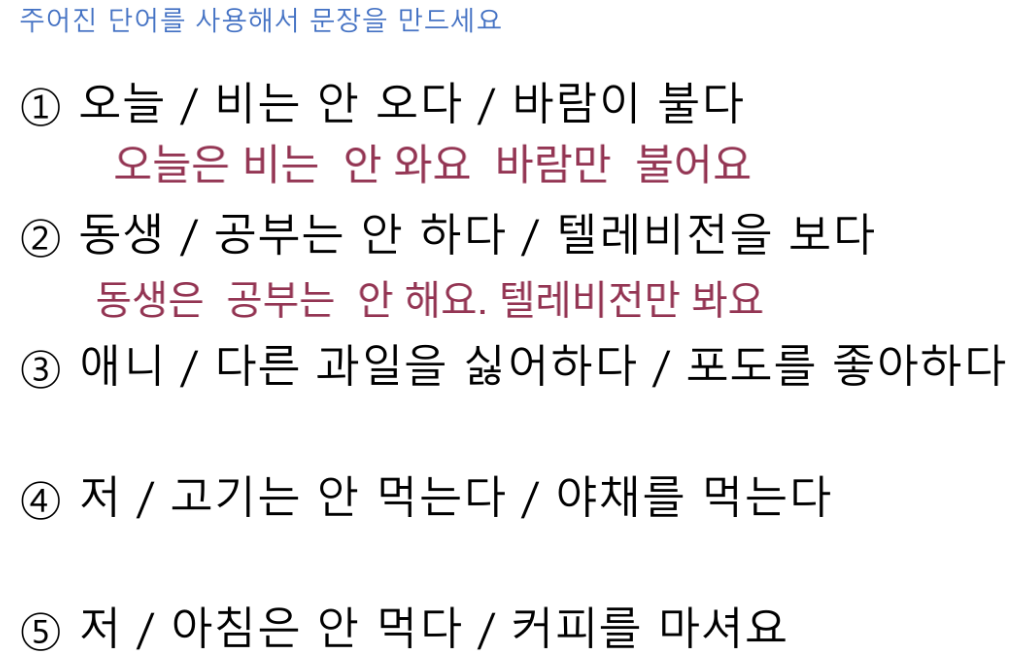 주어진 단어를 사용해서 문장을 만드세요
① 오늘 / 비는 안 오다 / 바람이 불다
오늘은 비는 안 와요 바람만 불어요
② 동생 / 공부는 안 하다 / 텔레비전을 보다
동생은 공부는 안 해요. 텔레비전만 봐요
③ 애니 / 다른 과일을 싫어하다 / 포도를 좋아하다
④ 저 / 고기는 안 먹는다 / 야채를 먹는다
⑤ 저 / 아침은 안 먹다 / 커피를 마셔요